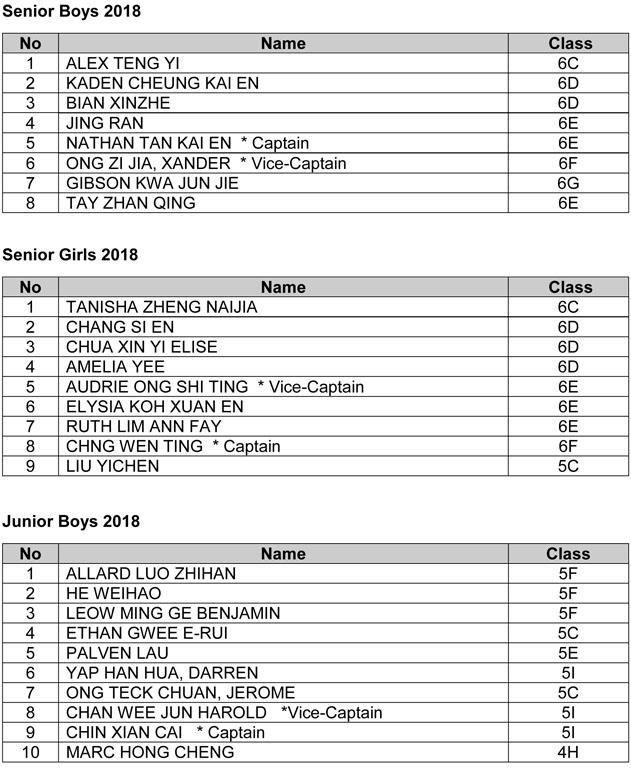 Senior Boys 2018
No Name Class
1 ALEX TENG YI 6C
2 KADEN CHEUNG KAI EN 6D
3 BIAN XINZHE 6D
4 JING RAN 6E
5 NATHAN TAN KAI EN * Captain 6E
6 ONG ZI JIA, XANDER * Vice-Captain 6F
7 GIBSON KWA JUN JIE 6G
8 TAY ZHAN QING 6E
Senior Girls 2018
No Name Class
1 TANISHA ZHENG NAIJIA 6C
2 CHANG SI EN 6D
3 CHUA XIN YI ELISE 6D
4 AMELIA YEE 6D
5 AUDRIE ONG SHI TING * Vice-Captain 6E
6 ELYSIA KOH XUAN EN 6E
7 RUTH LIM ANN FAY 6E
8 CHNG WEN TING * Captain 6F
9 LIU YICHEN 5C
Junior Boys 2018
No Name Class
1 ALLARD LUO ZHIHAN 5F
2 HE WEIHAO 5F
3 LEOW MING GE BENJAMIN 5F
4 ETHAN GWEE E-RUI 5C
5 PALVEN LAU 5E
6 YAP HAN HUA, DARREN 5I
7 ONG TECK CHUAN, JEROME 5C
8 CHAN WEE JUN HAROLD *Vice-Captain 5I
9 CHIN XIAN CAI * Captain 5I
10 MARC HONG CHENG 4H